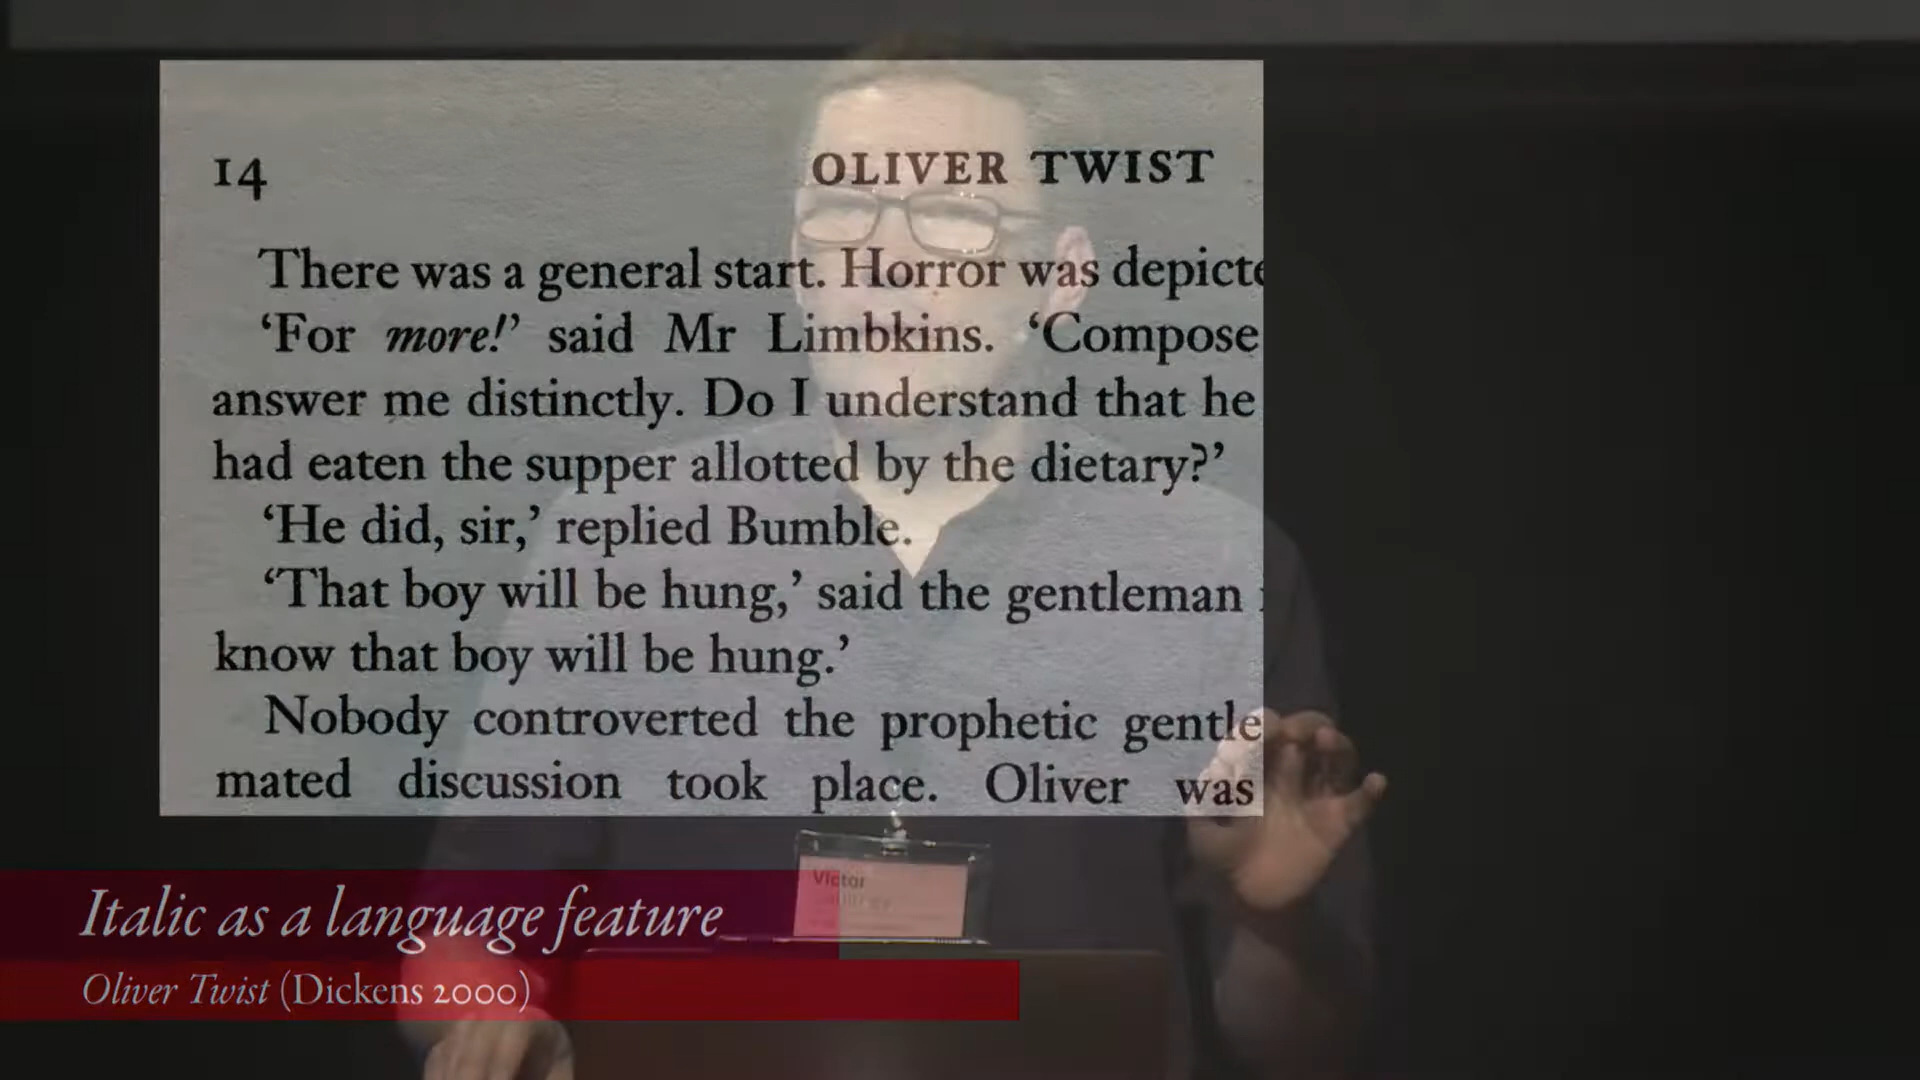 14 OLIVER TWIST
There was a general start. Horror was depicte
‘For more!’ said Mr Limbkins. ‘Compose
answer me distinctly. Do I understand that he
had eaten the supper allotted by the dietary?’
‘He did, sir,’ replied Bumble.
‘That boy will be hung,’ said the gentleman
know that boy will be hung.’
Nobody controverted the prophetic gentle
mated discussion took place. Oliver was
Victor
Italic as a language feature
Oliver Twist (Dickens 2000)